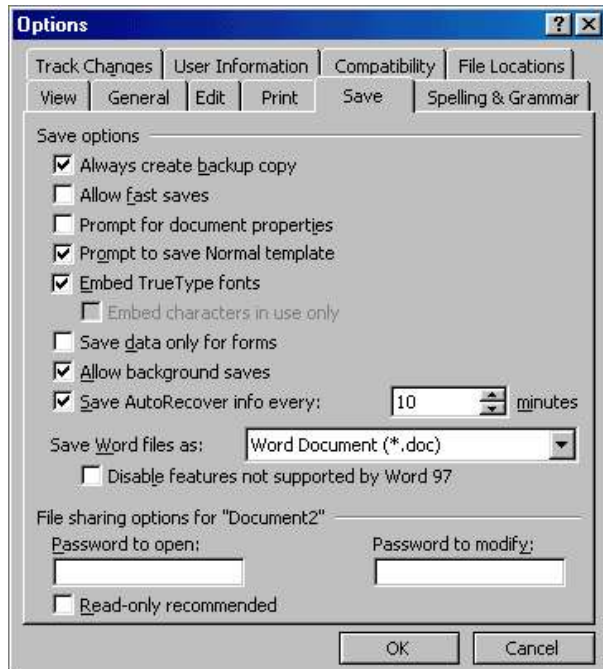 Options
Track Changes User Information Compatibility File Locations
View General Edit Print Save Spelling & Grammar
Save options
Always create backup copy
Allow fast saves
Prompt for document properties
Prompt to save Normal template
Embed TrueType fonts
Embed characters in use only
Save data only for forms
Allow background saves
Save AutoRecover info every: 10 minutes
Save Word files as: Word Document (*.doc)
Disable features not supported by Word 97
File sharing options for "Document2"
Password to open: Password to modify:
Read-only recommended
OK Cancel